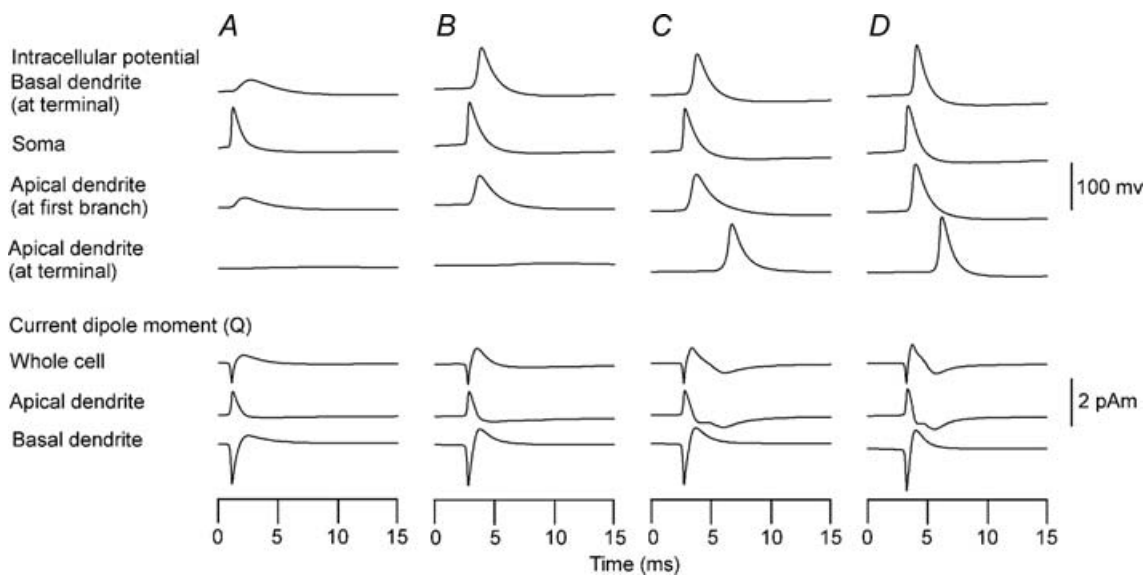 A B C D
Intracellular potential
Basal dendrite
(at terminal)
Soma
Apical dendrite
(at first branch)
100 mv
Apical dendrite
(at terminal)
Current dipole moment (Q)
Whole cell
Apical dendrite
2 pAm
Basal dendrite
0 5 10 15 0 5 10 15 0 5 10 15 0 5 10 15
Time (ms)